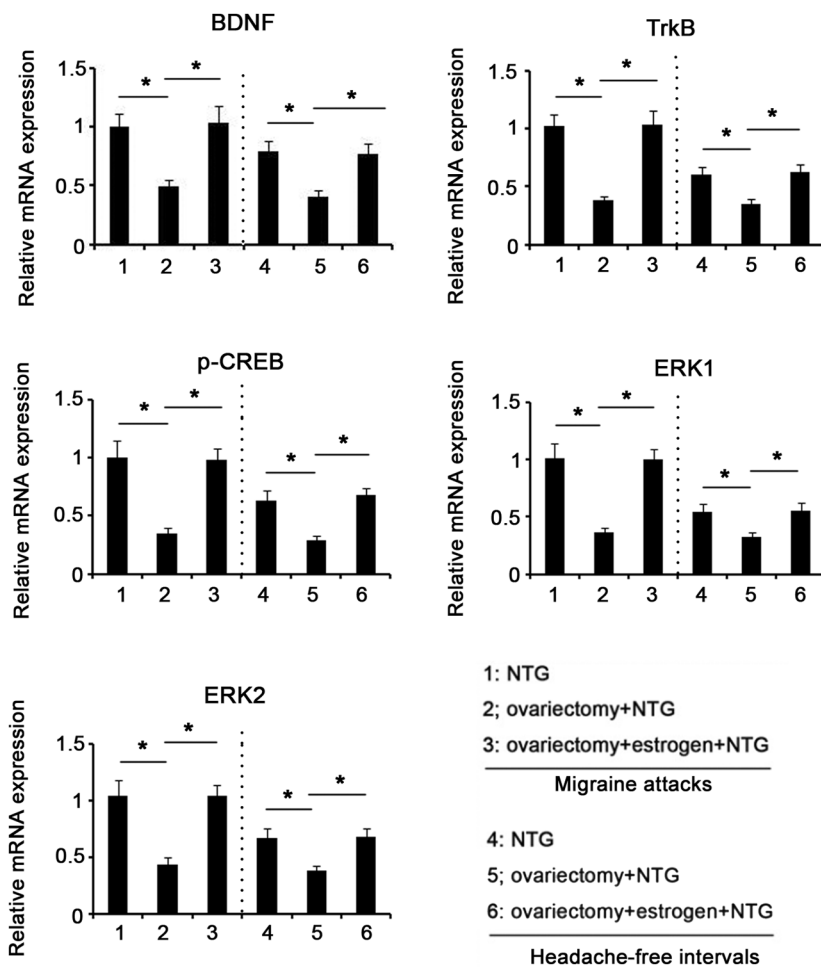 BDNF
Relative mRNA expression
1.5
1
0.5
0
* * * *
1 2 3 4 5 6
TrkB
Relative mRNA expression
1.5
1
0.5
0
* * * *
1 2 3 4 5 6
p-CREB
Relative mRNA expression
1.5
1
0.5
0
* * * *
1 2 3 4 5 6
ERK1
Relative mRNA expression
1.5
1
0.5
0
* * * *
1 2 3 4 5 6
ERK2
Relative mRNA expression
1.5
1
0.5
0
* * * *
1 2 3 4 5 6
1: NTG
2; ovariectomy+NTG
3: ovariectomy+estrogen+NTG
Migraine attacks
4: NTG
5; ovariectomy+NTG
6: ovariectomy+estrogen+NTG
Headache-free intervals